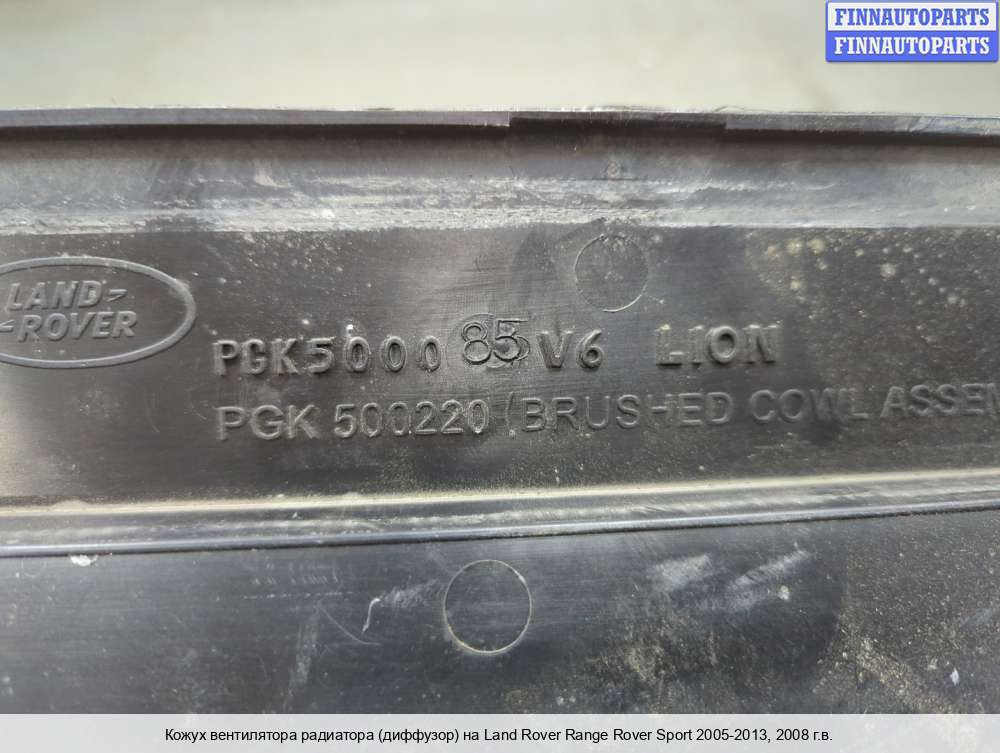 FINNAUTOPARTS
FINNAUTOPARTS
LAND
ROVER
PGK500085 V6 LION
PGK 500220 (BRUSHED COWL ASSEM
Кожух вентилятора радиатора (диффузор) на Land Rover Range Rover Sport 2005-2013, 2008 г.в.